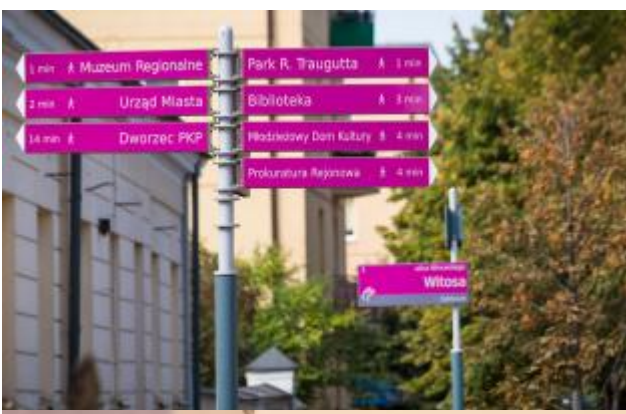 1 min Muzeum Regionalne
2 min Urząd Miasta
14 min Dworzec PKP
Park R. Traugutta 1 min
Biblioteka 3 min
Młodzieżowy Dom Kultury 4 min
Prokuratura Rejonowa 4 min
Witosa